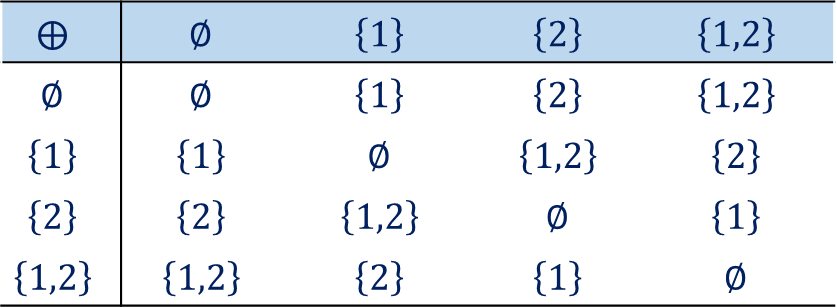 ⊕ ∅ {1} {2} {1,2}
∅ ∅ {1} {2} {1,2}
{1} {1} ∅ {1,2} {2}
{2} {2} {1,2} ∅ {1}
{1,2} {1,2} {2} {1} ∅